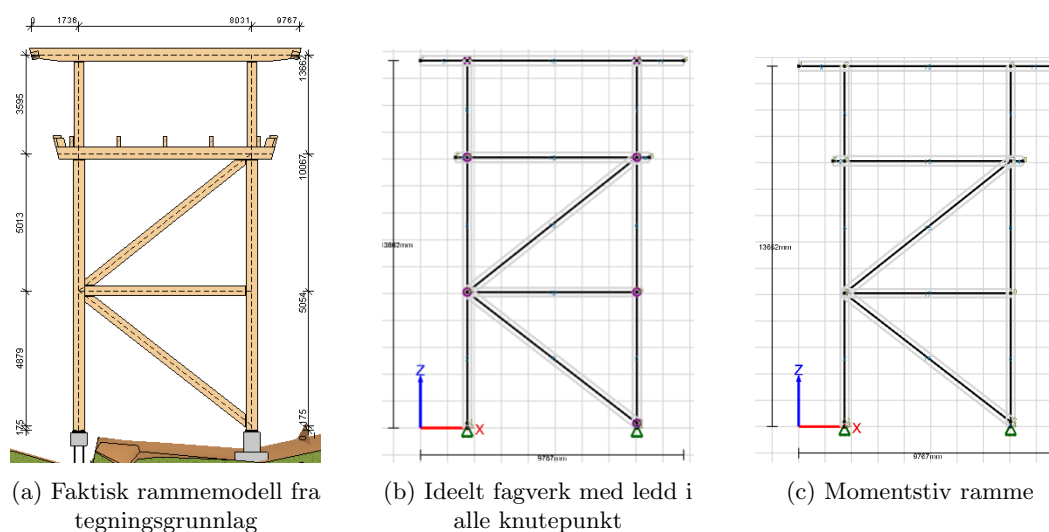 0 1736 8031 9767
3595
5013
4879
175
13662
10067
5054
175
0
13662mm
Z
X
9767mm
13662mm
Z
X
9767mm
(a) Faktisk rammemodell fra
tegningsgrunnlag
(b) Ideelt fagverk med ledd i
alle knutepunkt
(c) Momentstiv ramme